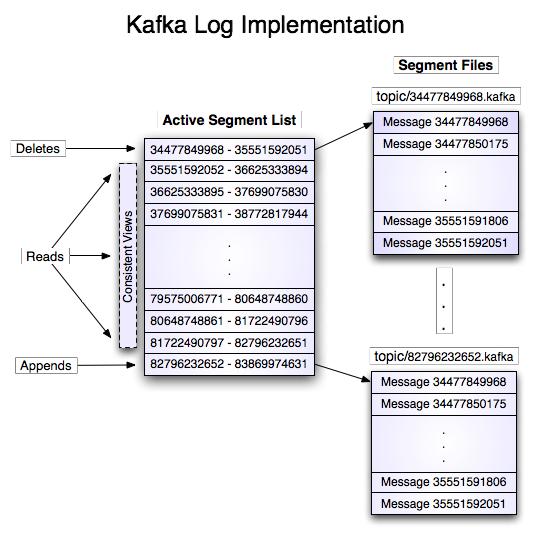 Kafka Log Implementation
Segment Files
topic/34477849968.kafka
Active Segment List
Deletes
Reads
Appends
Consistent Views
34477849968 - 35551592051
35551592052 - 36625333894
36625333895 - 37699075830
37699075831 - 38772817944
.
.
.
79575006771 - 80648748860
80648748861 - 81722490796
81722490797 - 82796232651
82796232652 - 83869974631
Message 34477849968
Message 34477850175
.
.
.
Message 35551591806
Message 35551592051
.
.
.
topic/82796232652.kafka
Message 34477849968
Message 34477850175
.
.
.
Message 35551591806
Message 35551592051